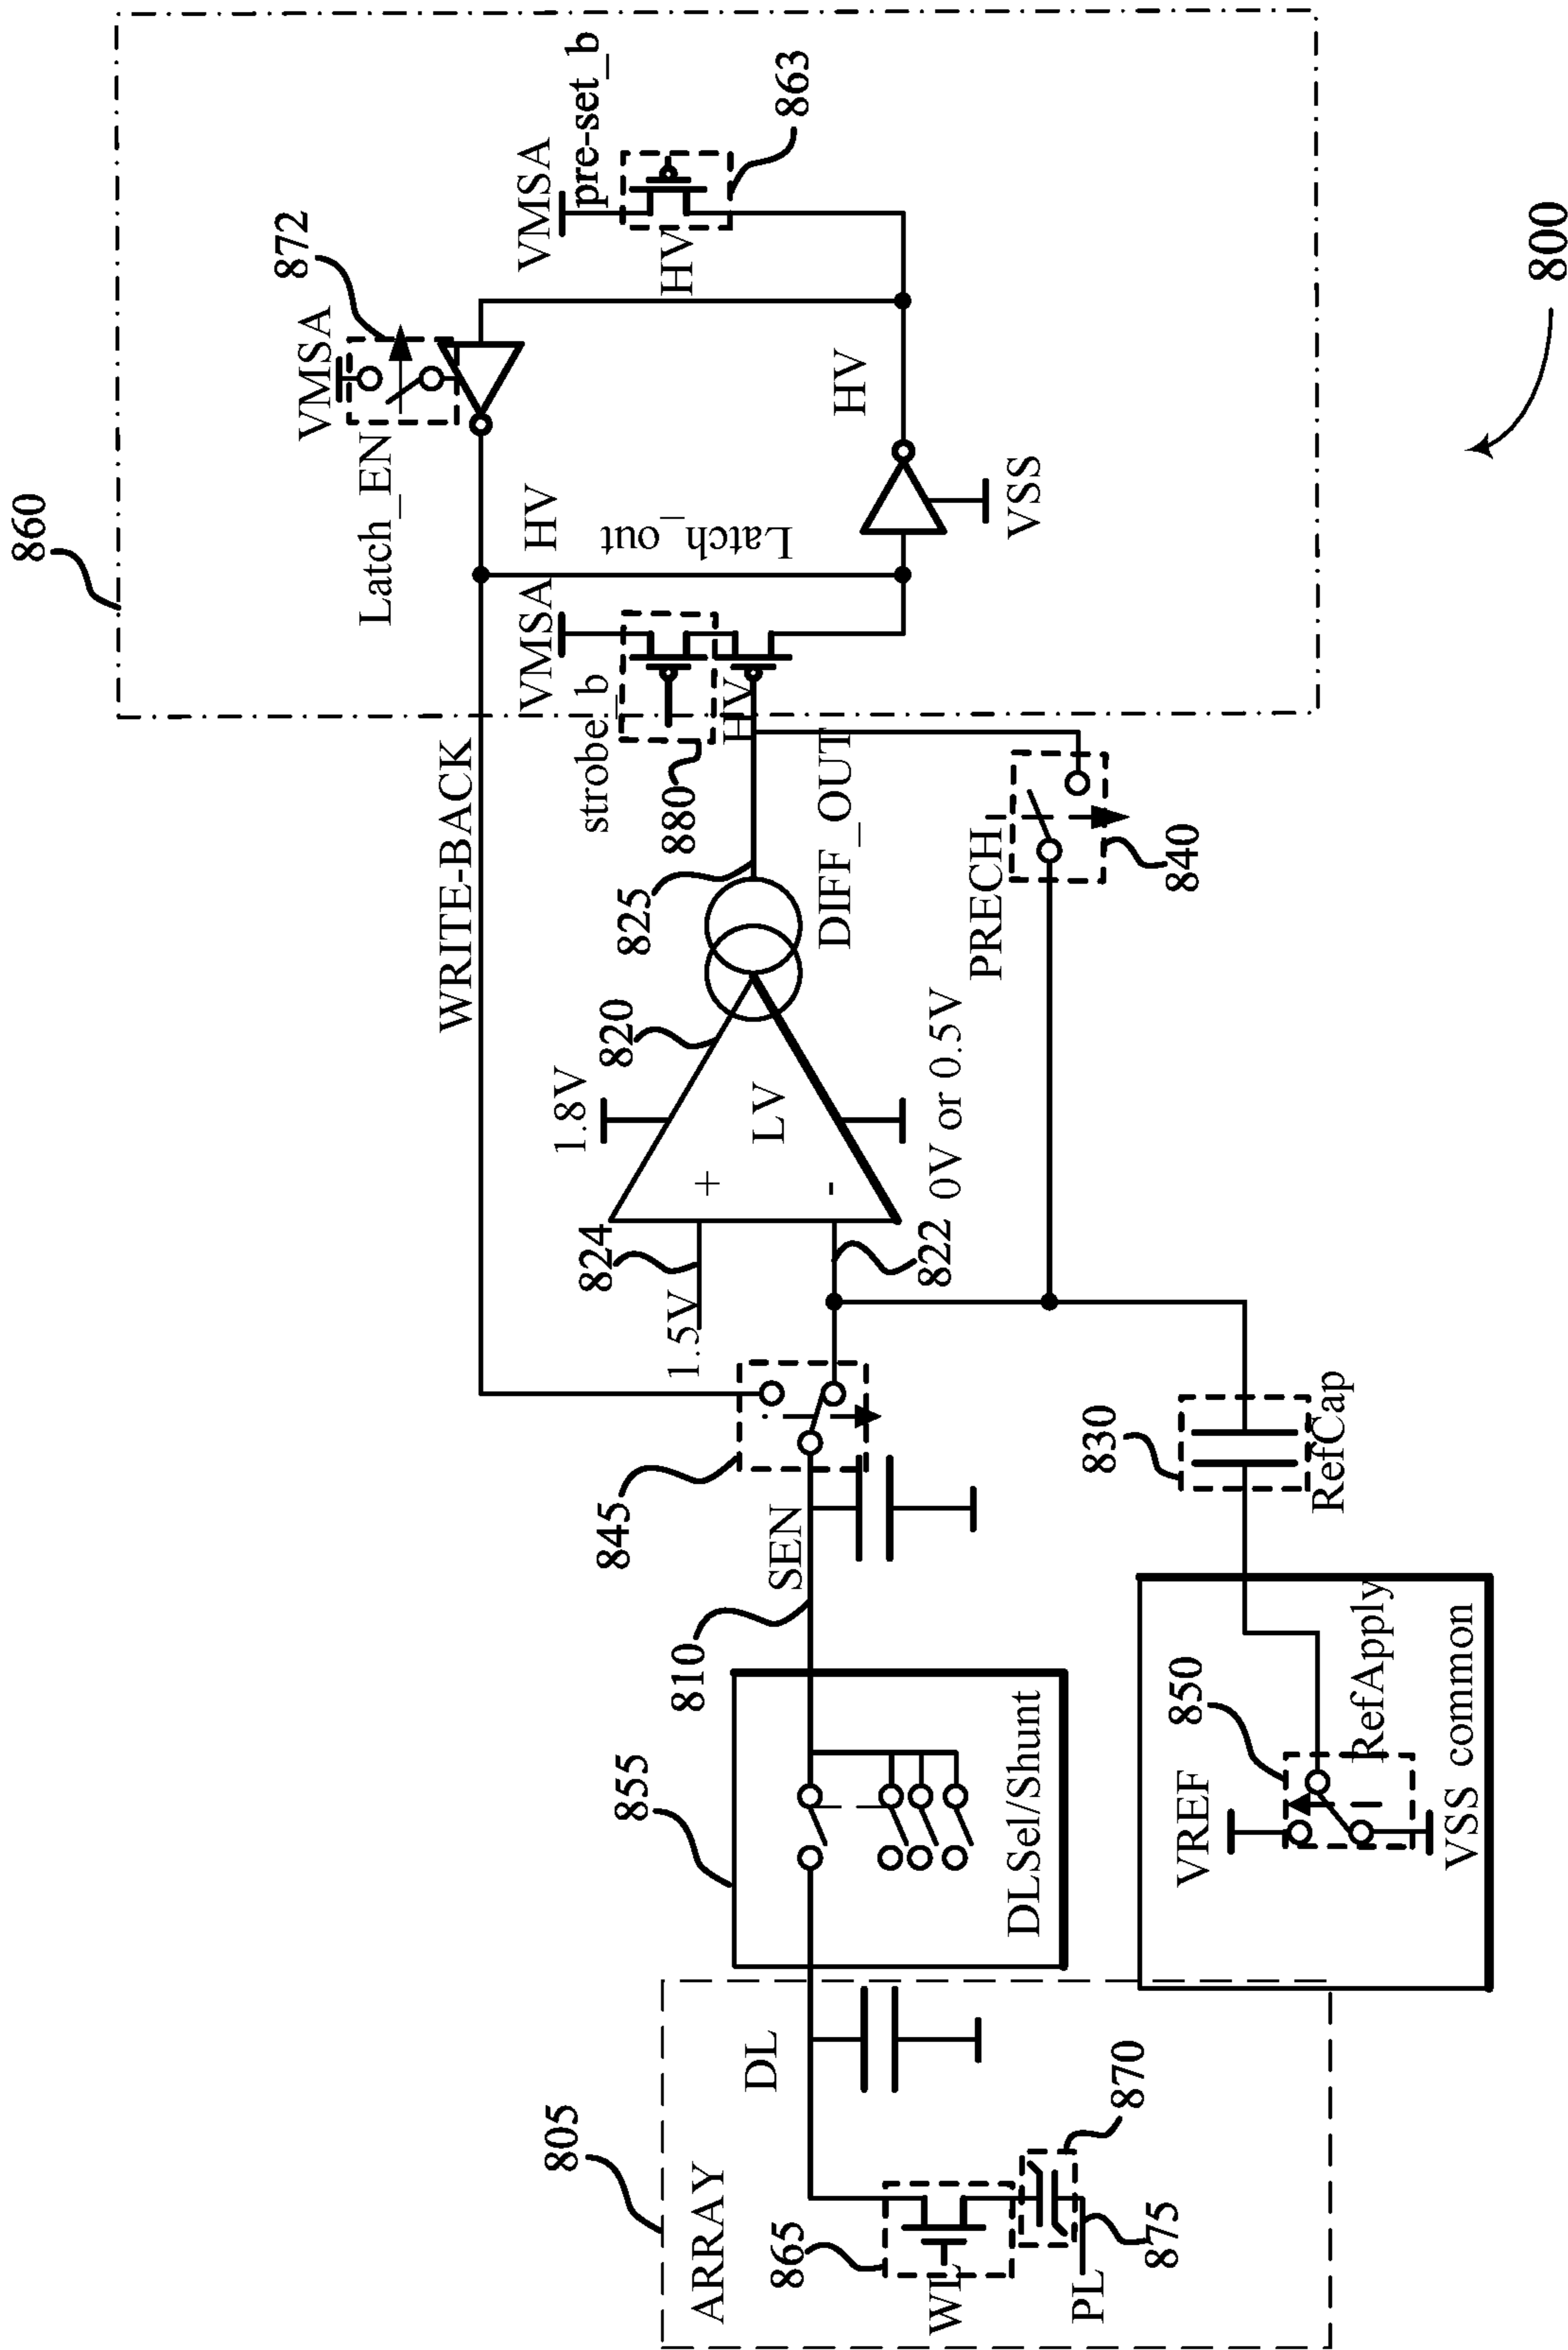 860
872
VMSA
Latch_EN
VMSA
pre-set_b
863
HV
HV
Latch_out
HV
VSS
VMSA
strobe_b
880
HV
WRITE-BACK
825
DIFF_OUT
PRECH
840
820
1.8V
LV
+
-
0V or 0.5V
824
1.5V
822
845
SEN
810
830
RefCap
855
DLSel/Shunt
850
VREF
RefApply
VSS common
805
ARRAY
DL
865
WL
870
875
PL
800